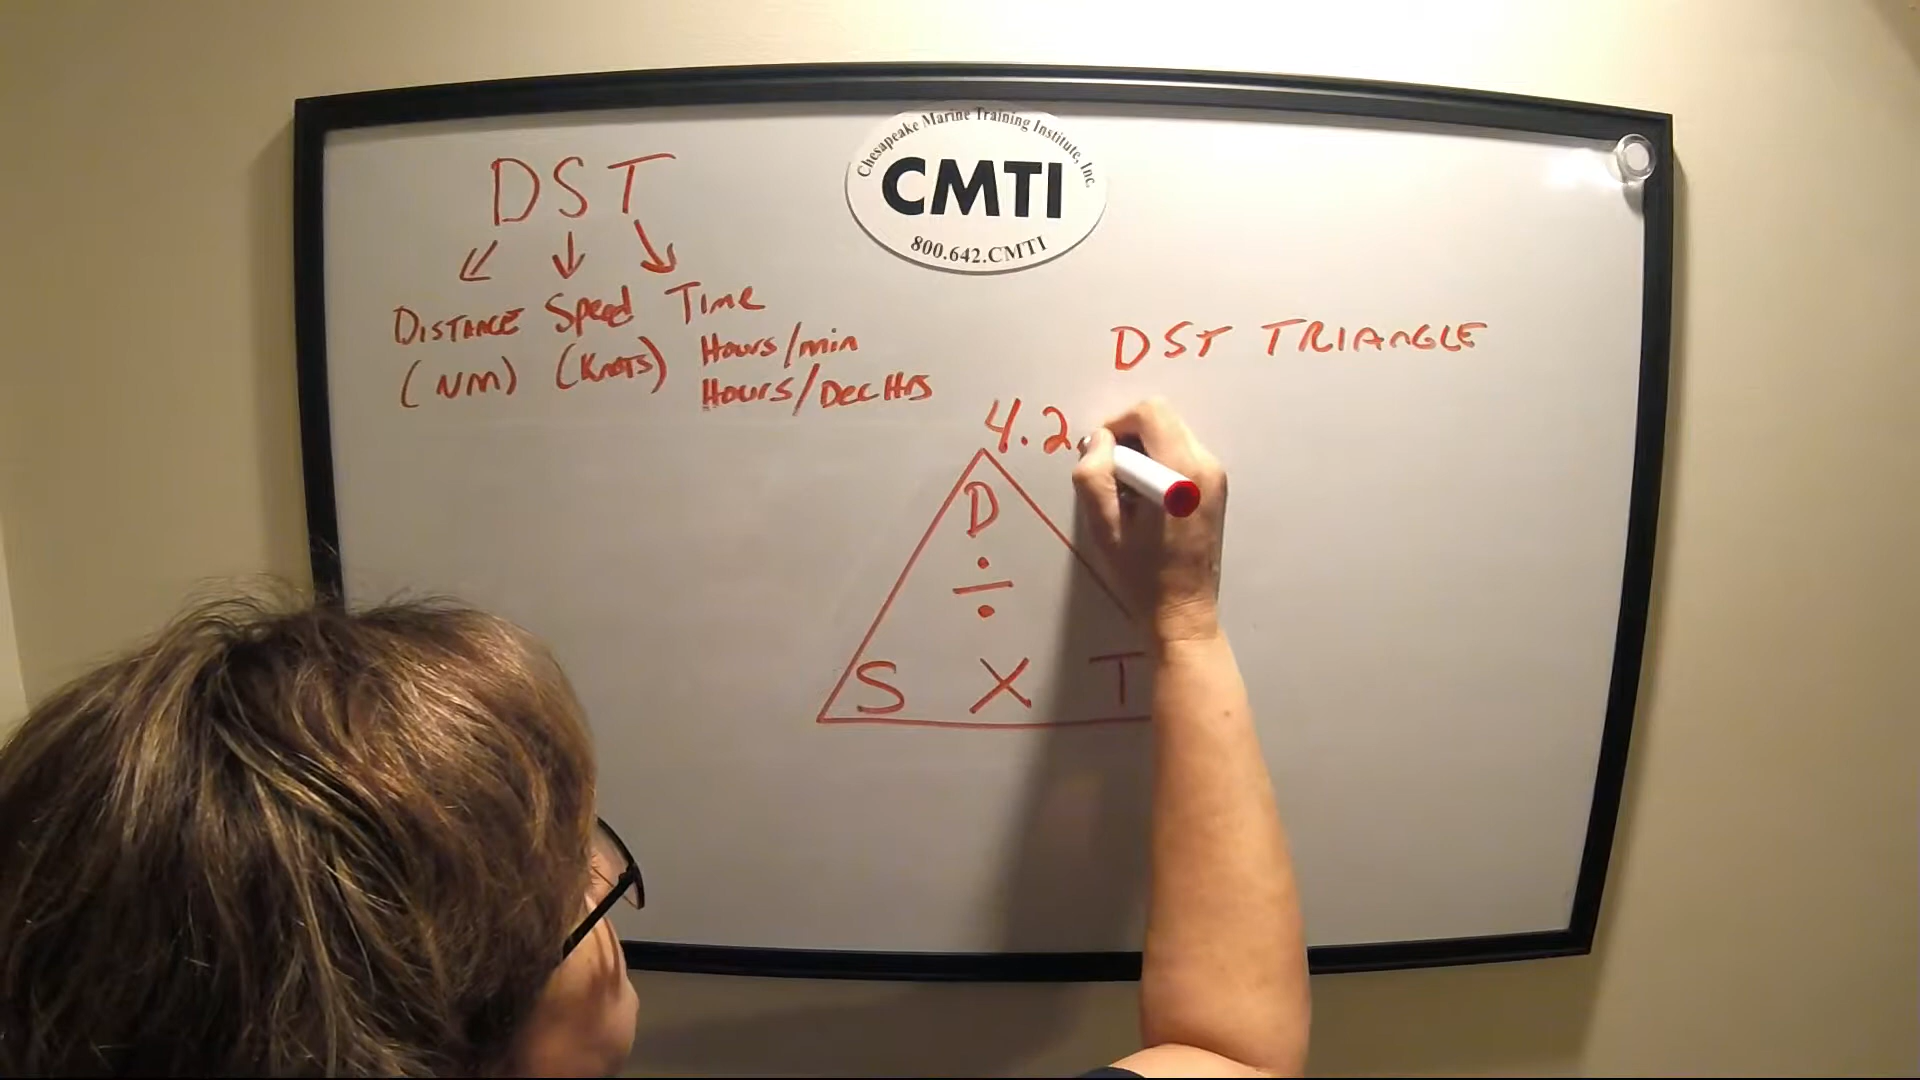 Chesapeake Marine Training Institute, Inc.
CMTI
800.642.CMTI
DST
Distance Speed Time
(NM) (Knots) Hours/min
Hours/Dec Hrs
DST TRIANGLE
4.2
D
÷
S X T